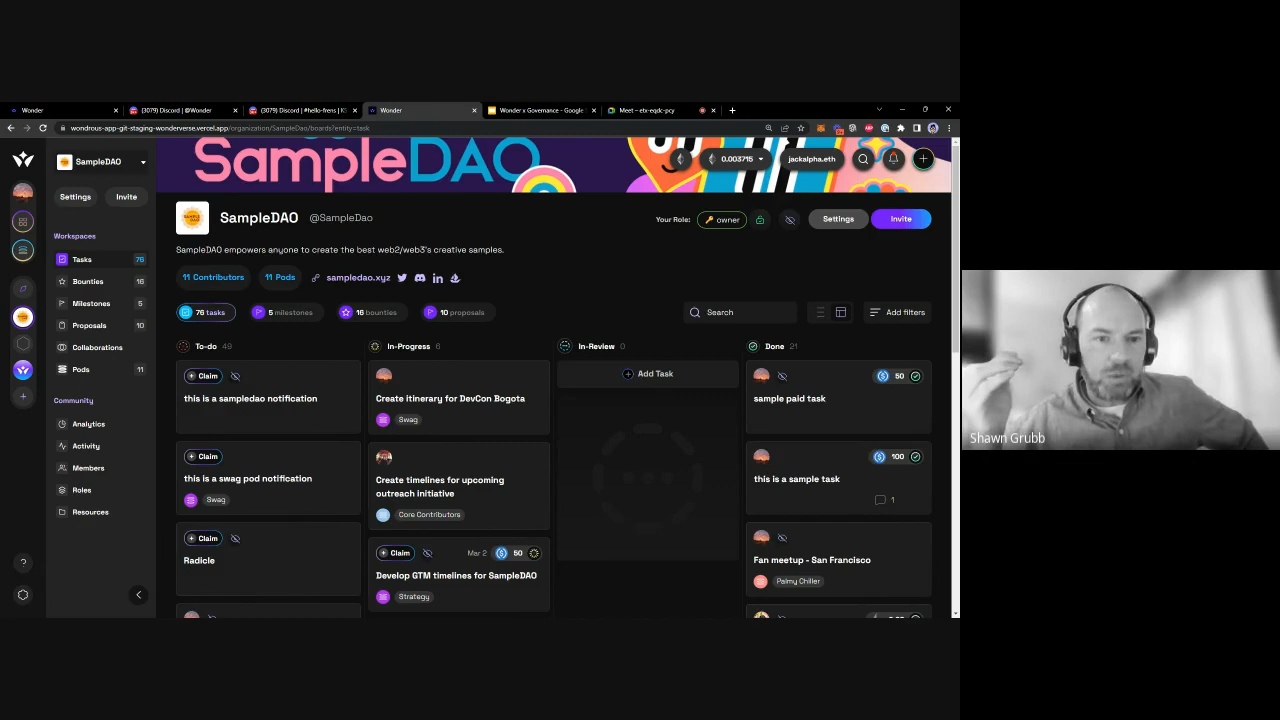 Wonder
(3079) Discord | @Wonder
(3079) Discord | #hello-frens | K
Wonder
Wonder x Governance - Google
Meet – etx-eqdc-pcy
wondrous-app-git-staging-wonderverse.vercel.app/organization/SampleDao/boards?entity=task
SampleDAO
SampleDAO
0.003715
jackalpha.eth
Settings
Invite
SampleDAO
@SampleDao
Your Role:
owner
Settings
Invite
SampleDAO empowers anyone to create the best web2/web3's creative samples.
11 Contributors
11 Pods
sampledao.xyz
76 tasks
5 milestones
16 bounties
10 proposals
Search
Add filters
Workspaces
Tasks
76
Bounties
16
Milestones
5
Proposals
10
Collaborations
Pods
11
Community
Analytics
Activity
Members
Roles
Resources
To-do 49
Claim
this is a sampledao notification
Claim
this is a swag pod notification
Swag
Claim
Radicle
In-Progress 6
Create itinerary for DevCon Bogota
Swag
Create timelines for upcoming
outreach initiative
Core Contributors
Claim
Mar 2
50
Develop GTM timelines for SampleDAO
Strategy
In-Review 0
Add Task
Done 21
50
sample paid task
100
this is a sample task
1
Fan meetup - San Francisco
Palmy Chiller
Shawn Grubb